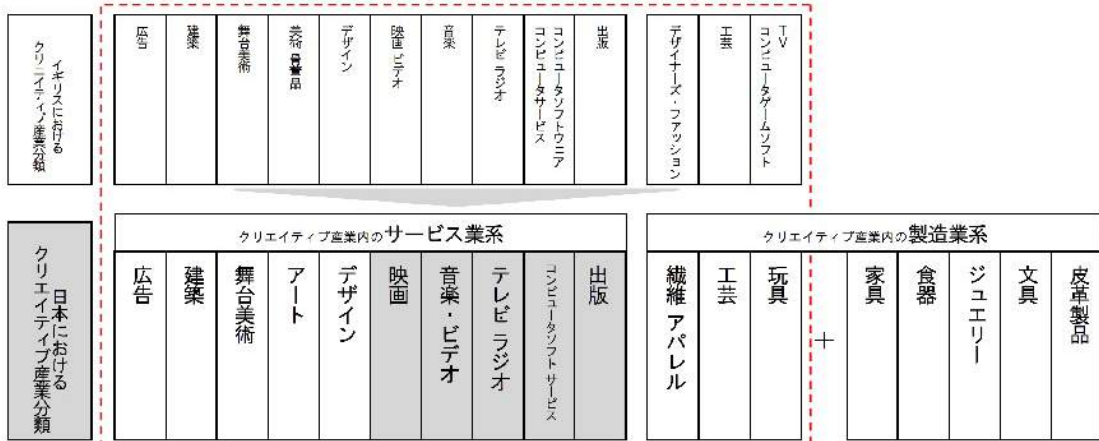 イギリスにおける
クリエイティブ産業分類
広告
建築
舞台美術
美術 骨董品
デザイン
映画 ビデオ
音楽
テレビ ラジオ
コンピュータソフトウエア
コンピュータサービス
出版
デザイナーズ・ファッション
工芸
TV
コンピュータゲームソフト
日本における
クリエイティブ産業分類
クリエイティブ産業内のサービス業系
広告
建築
舞台美術
アート
デザイン
映画
音楽・ビデオ
テレビ ラジオ
コンピュータソフト サービス
出版
クリエイティブ産業内の製造業系
繊維 アパレル
工芸
玩具
+
家具
食器
ジュエリー
文具
皮革製品